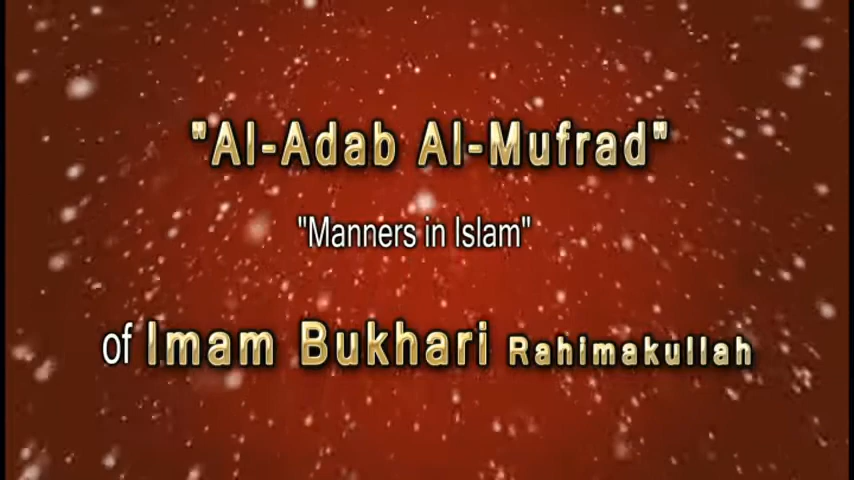 "Al-Adab Al-Mufrad"
"Manners in Islam"
of Imam Bukhari Rahimakullah